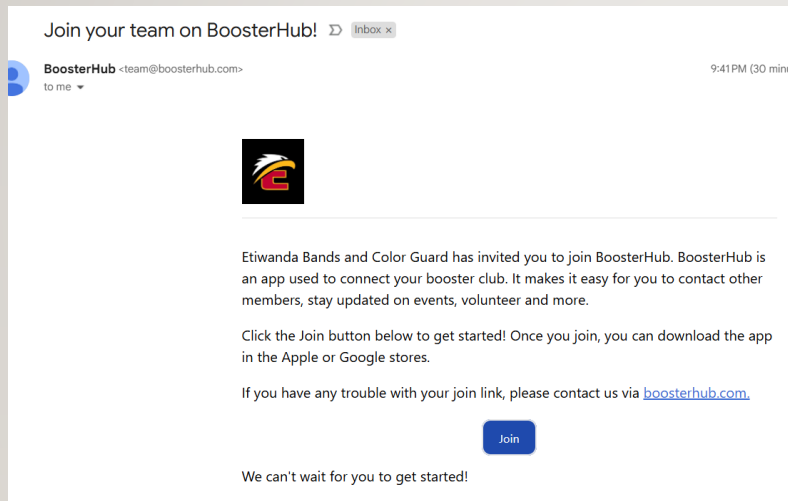 Join your team on BoosterHub! Inbox ×
BoosterHub <team@boosterhub.com> 9:41 PM (30
to me
E
Etiwanda Bands and Color Guard has invited you to join BoosterHub. BoosterHub is
an app used to connect your booster club. It makes it easy for you to contact other
members, stay updated on events, volunteer and more.
Click the Join button below to get started! Once you join, you can download the app
in the Apple or Google stores.
If you have any trouble with your join link, please contact us via boosterhub.com.
Join
We can't wait for you to get started!